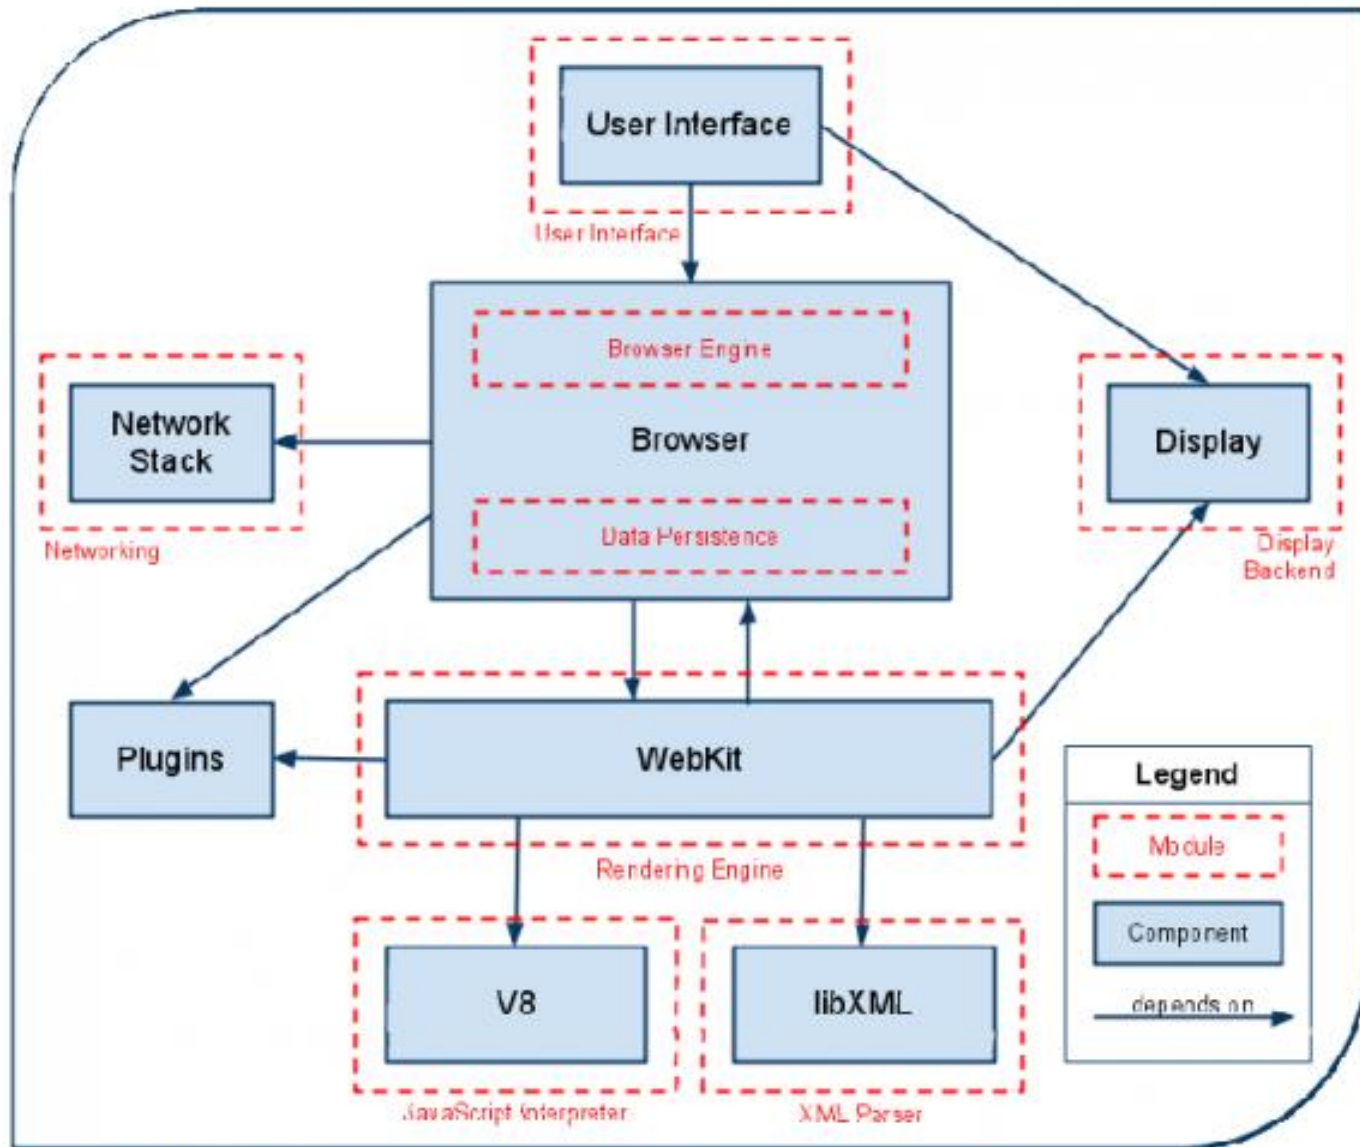 User Interface
User Interface
Browser Engine
Network
Stack
Browser
Display
Networking
Data Persistence
Display
Backend
Plugins
WebKit
Legend
Module
Rendering Engine
Component
V8
libXML
depends on
JavaScript Interpreter
XML Parser